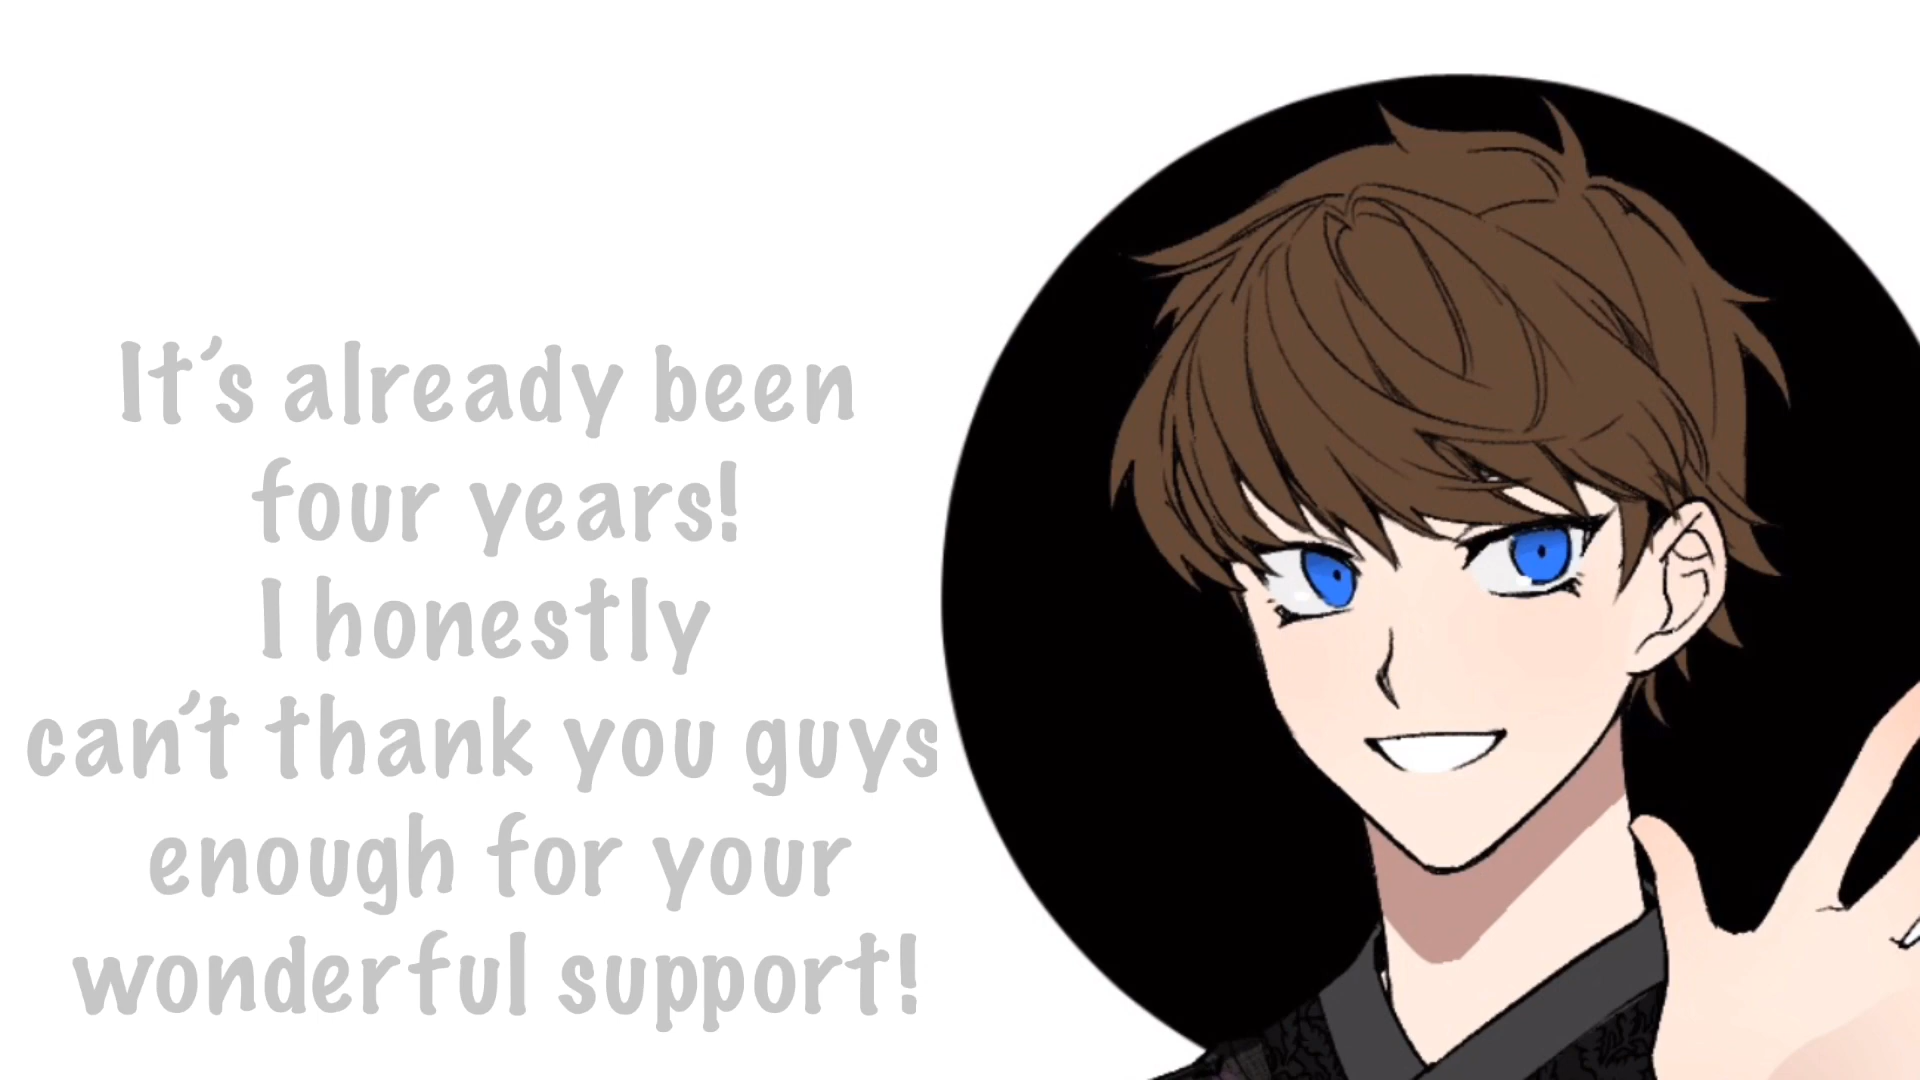 It's already been
four years!
I honestly
can't thank you guys
enough for your
wonderful support!